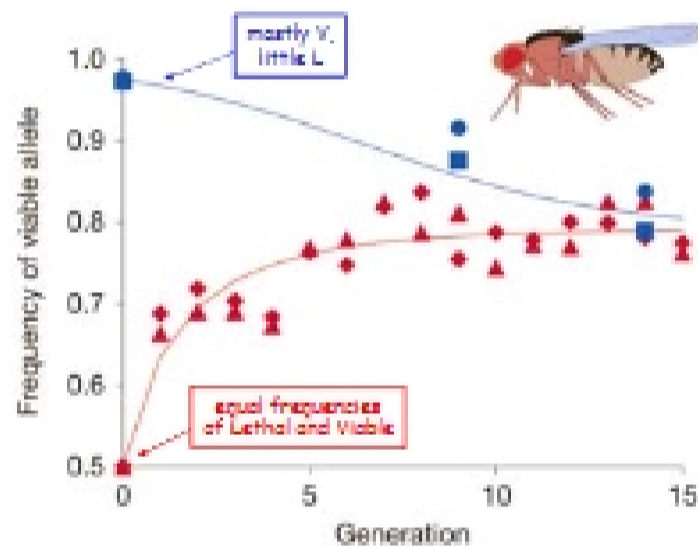 mostly V,
little L
1.0
0.9
0.8
0.7
0.6
0.5
Frequency of viable allele
equal frequencies
of Lethal and Viable
0
5
10
15
Generation